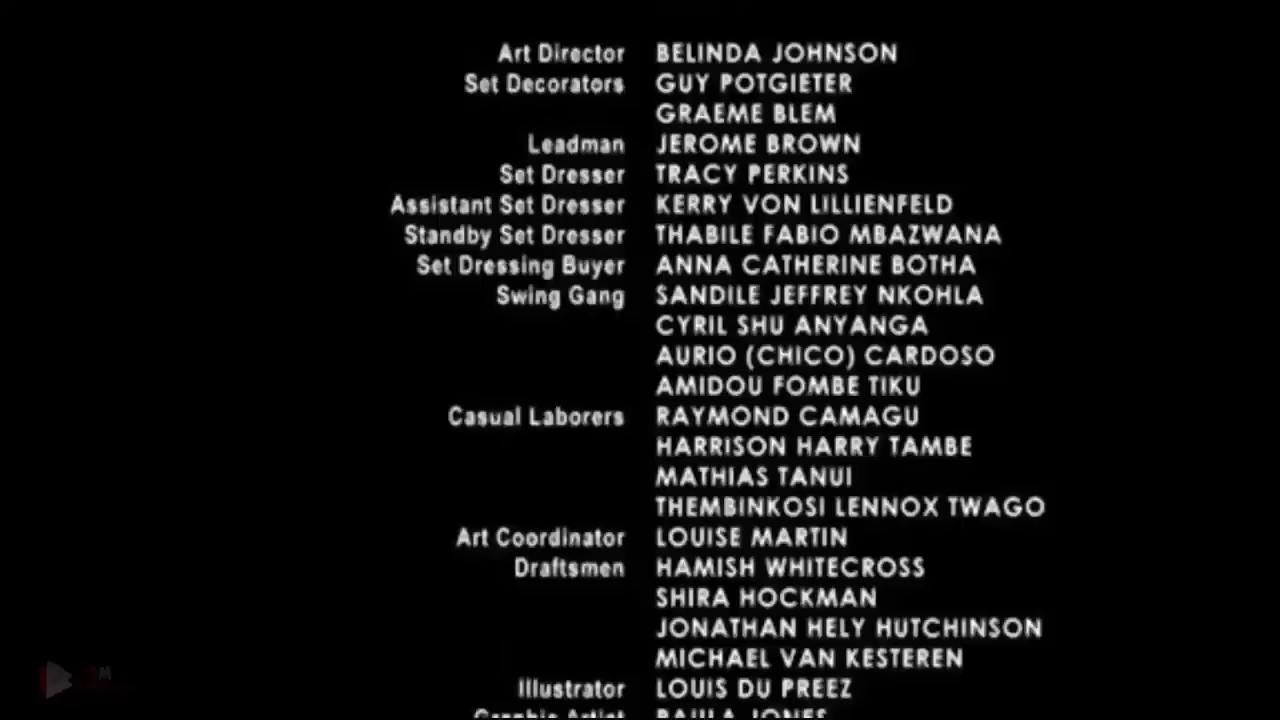 Art Director BELINDA JOHNSON
Set Decorators GUY POTGIETER
GRAEME BLEM
Leadman JEROME BROWN
Set Dresser TRACY PERKINS
Assistant Set Dresser KERRY VON LILLIENFELD
Standby Set Dresser THABILE FABIO MBAZWANA
Set Dressing Buyer ANNA CATHERINE BOTHA
Swing Gang SANDILE JEFFREY NKOHLA
CYRIL SHU ANYANGA
AURIO (CHICO) CARDOSO
AMIDOU FOMBE TIKU
Casual Laborers RAYMOND CAMAGU
HARRISON HARRY TAMBE
MATHIAS TANUI
THEMBINKOSI LENNOX TWAGO
Art Coordinator LOUISE MARTIN
Draftsmen HAMISH WHITECROSS
SHIRA HOCKMAN
JONATHAN HELY HUTCHINSON
MICHAEL VAN KESTEREN
Illustrator LOUIS DU PREEZ
Graphic Artist PAULA JONES